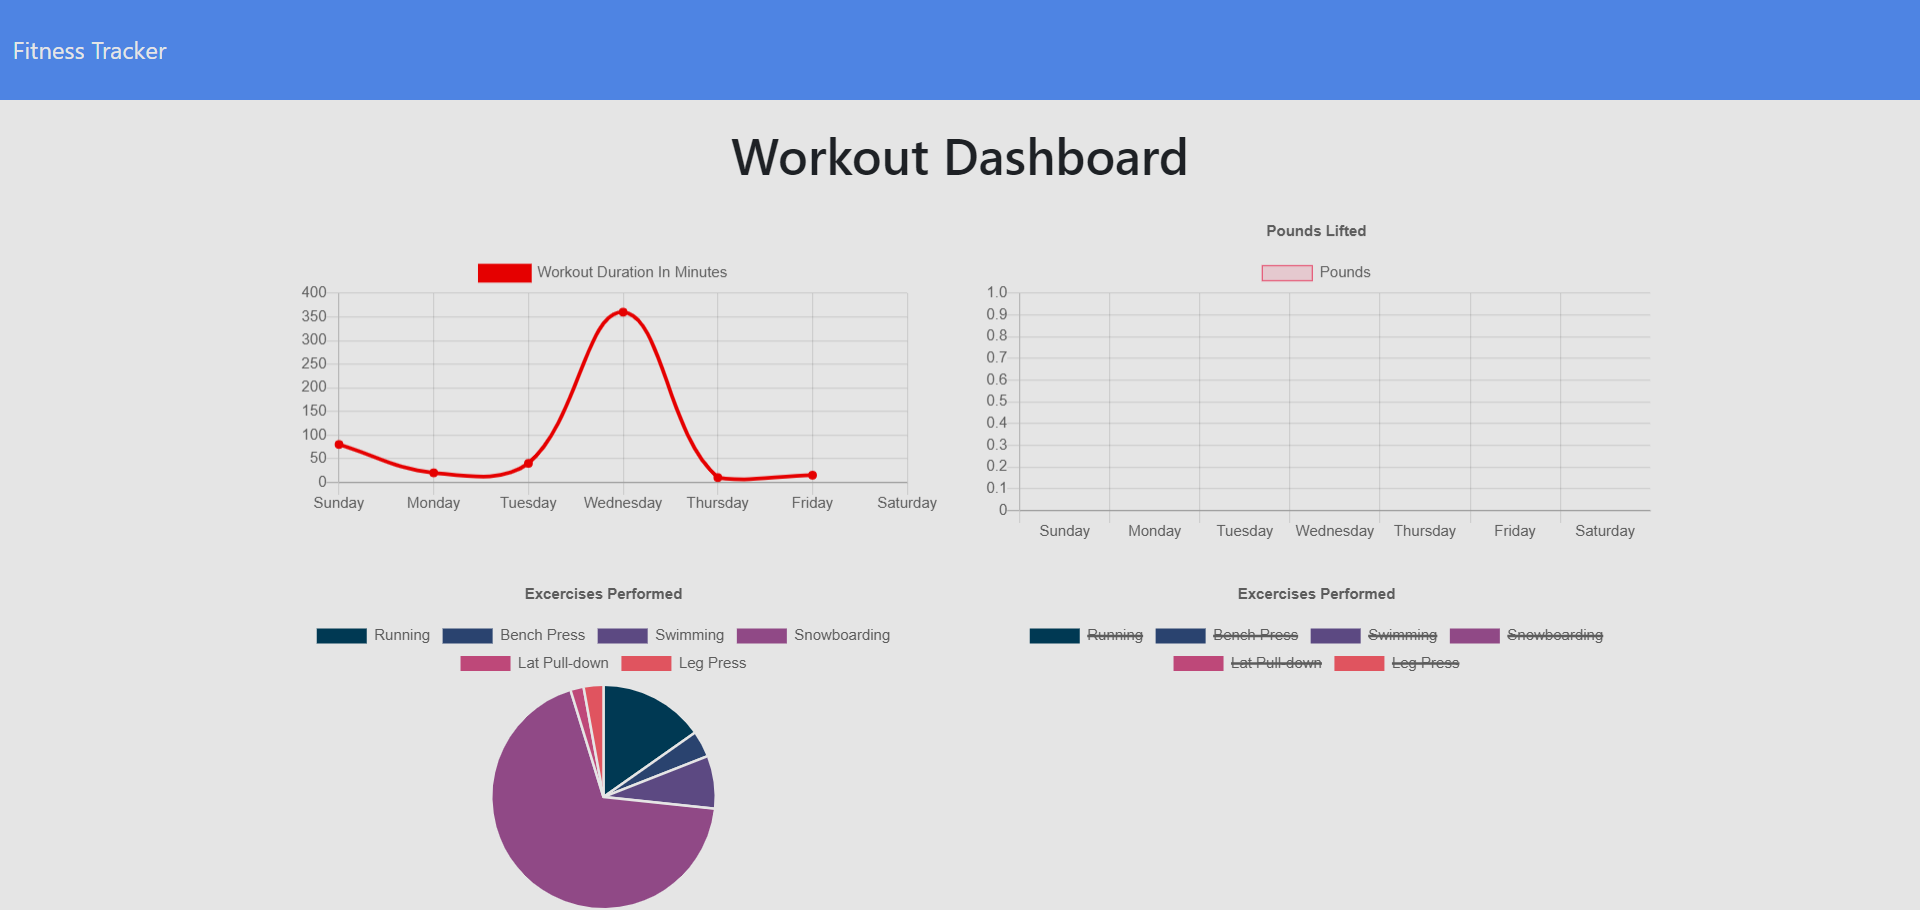 Fitness Tracker
Workout Dashboard
Workout Duration In Minutes
400
350
300
250
200
150
100
50
0
Sunday Monday Tuesday Wednesday Thursday Friday Saturday
Pounds Lifted
Pounds
1.0
0.9
0.8
0.7
0.6
0.5
0.4
0.3
0.2
0.1
0
Sunday Monday Tuesday Wednesday Thursday Friday Saturday
Excercises Performed
Running Bench Press Swimming Snowboarding
Lat Pull-down Leg Press
Excercises Performed
Running Bench Press Swimming Snowboarding
Lat Pull-down Leg Press